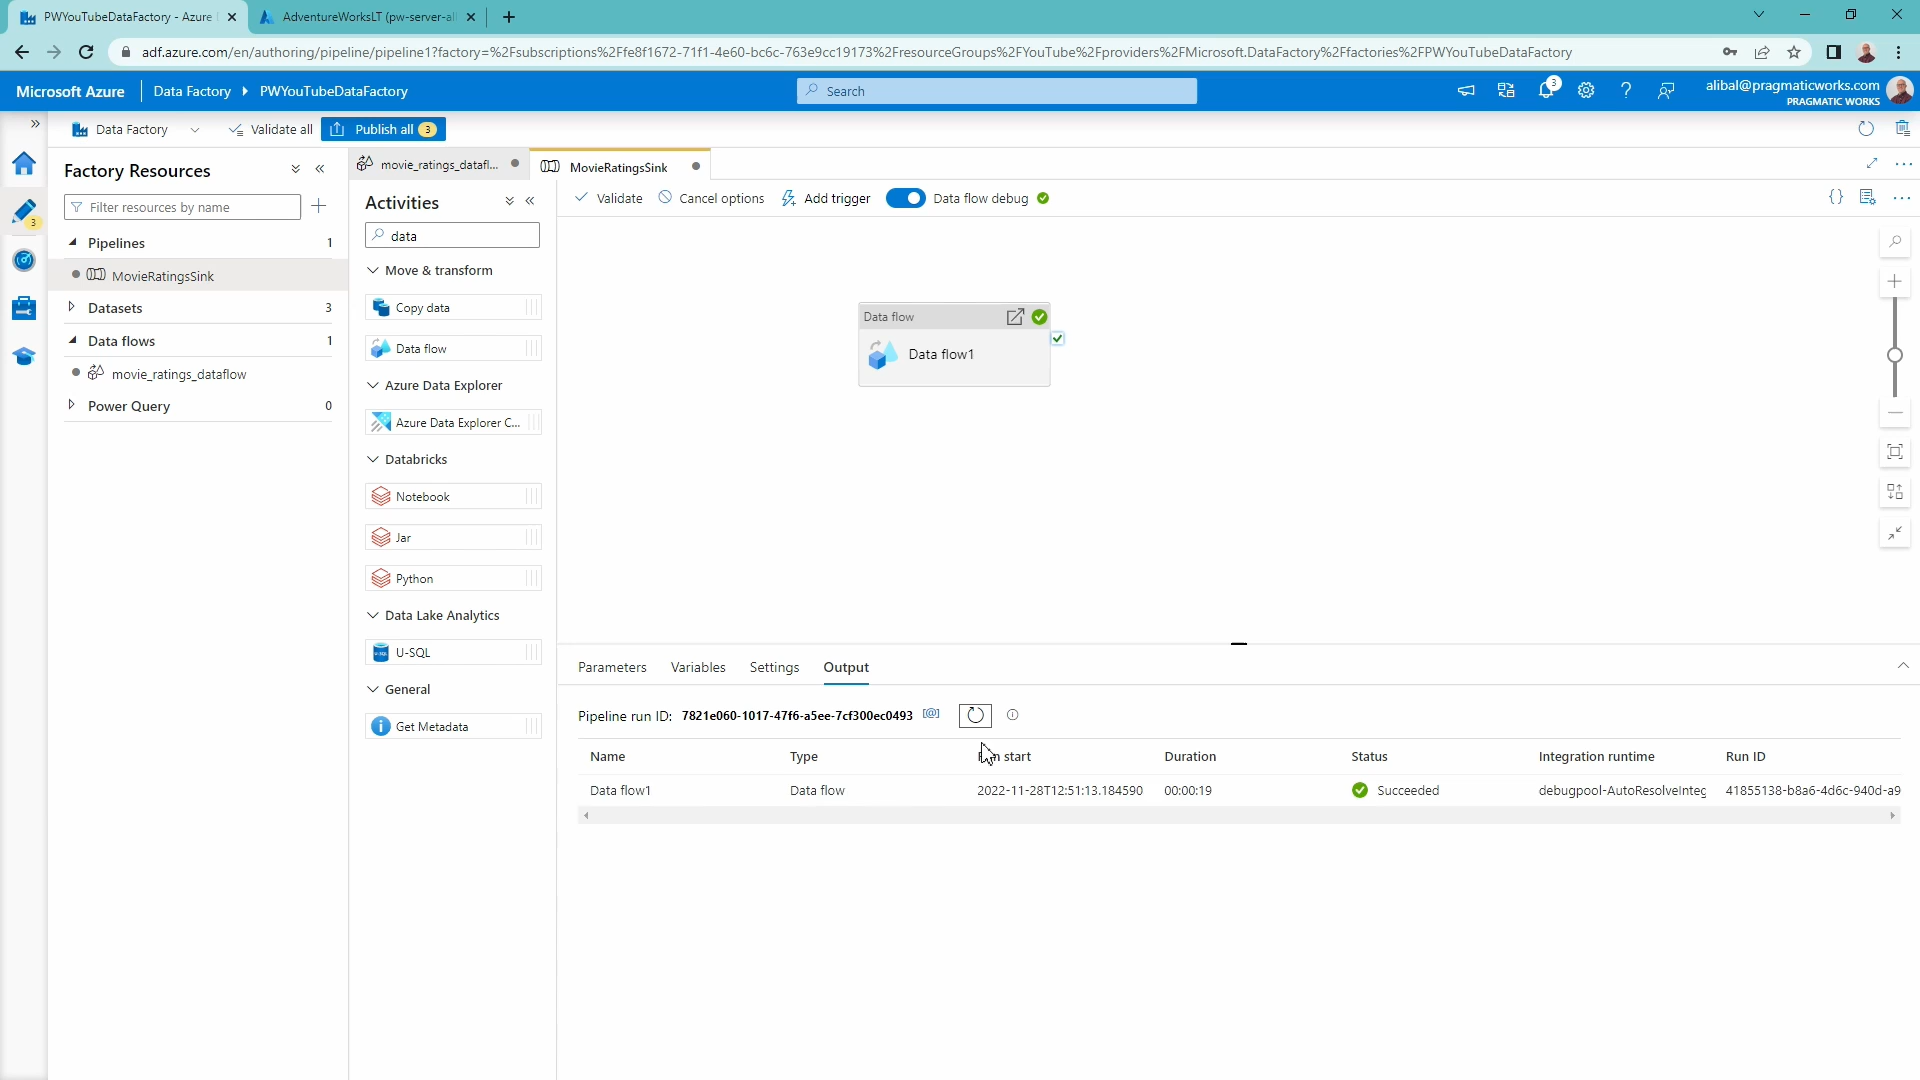 PWYouTubeDataFactory - Azure
AdventureWorksLT (pw-server-al
adf.azure.com/en/authoring/pipeline/pipeline1?factory=%2Fsubscriptions%2Ffe8f1672-71f1-4e60-bc6c-763e9cc19173%2FresourceGroups%2FYouTube%2Fproviders%2FMicrosoft.DataFactory%2Ffactories%2FPWYouTubeDataFactory
Microsoft Azure
Data Factory
PWYouTubeDataFactory
Search
3
alibal@pragmaticworks.com
PRAGMATIC WORKS
Data Factory
Validate all
Publish all 3
Factory Resources
Filter resources by name
3
Pipelines 1
MovieRatingsSink
Datasets 3
Data flows 1
movie_ratings_dataflow
Power Query 0
movie_ratings_datafl...
MovieRatingsSink
Activities
data
Move & transform
Copy data
Data flow
Azure Data Explorer
Azure Data Explorer C...
Databricks
Notebook
Jar
Python
Data Lake Analytics
U-SQL
General
Get Metadata
Validate
Cancel options
Add trigger
Data flow debug
Data flow
Data flow1
Parameters
Variables
Settings
Output
Pipeline run ID: 7821e060-1017-47f6-a5ee-7cf300ec0493
Name Type start Duration Status Integration runtime Run ID
Data flow1 Data flow 2022-11-28T12:51:13.184590 00:00:19 Succeeded debugpool-AutoResolveInteg 41855138-b8a6-4d6c-940d-a9